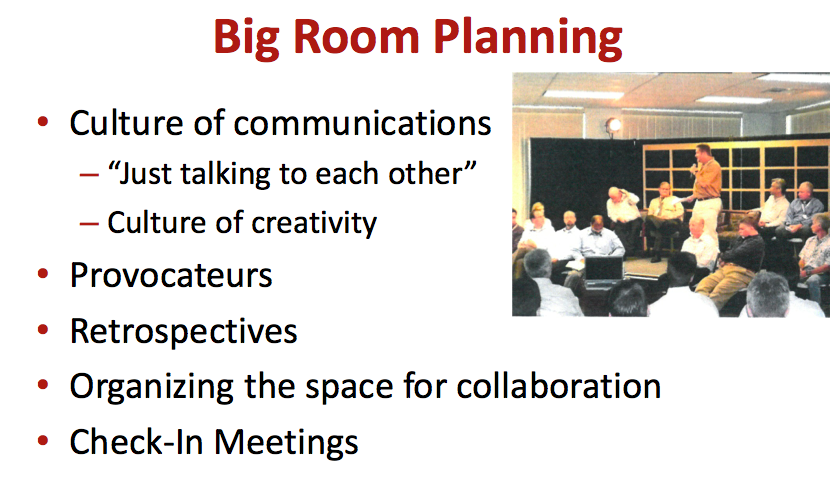 Big Room Planning
• Culture of communications
– “Just talking to each other”
– Culture of creativity
• Provocateurs
• Retrospectives
• Organizing the space for collaboration
• Check-In Meetings